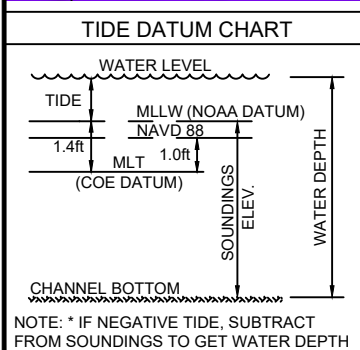 TIDE DATUM CHART
WATER LEVEL
TIDE
MLLW (NOAA DATUM)
NAVD 88
1.4ft
1.0ft
MLT
(COE DATUM)
SOUNDINGS
ELEV.
WATER DEPTH
CHANNEL BOTTOM
NOTE: * IF NEGATIVE TIDE, SUBTRACT
FROM SOUNDINGS TO GET WATER DEPTH